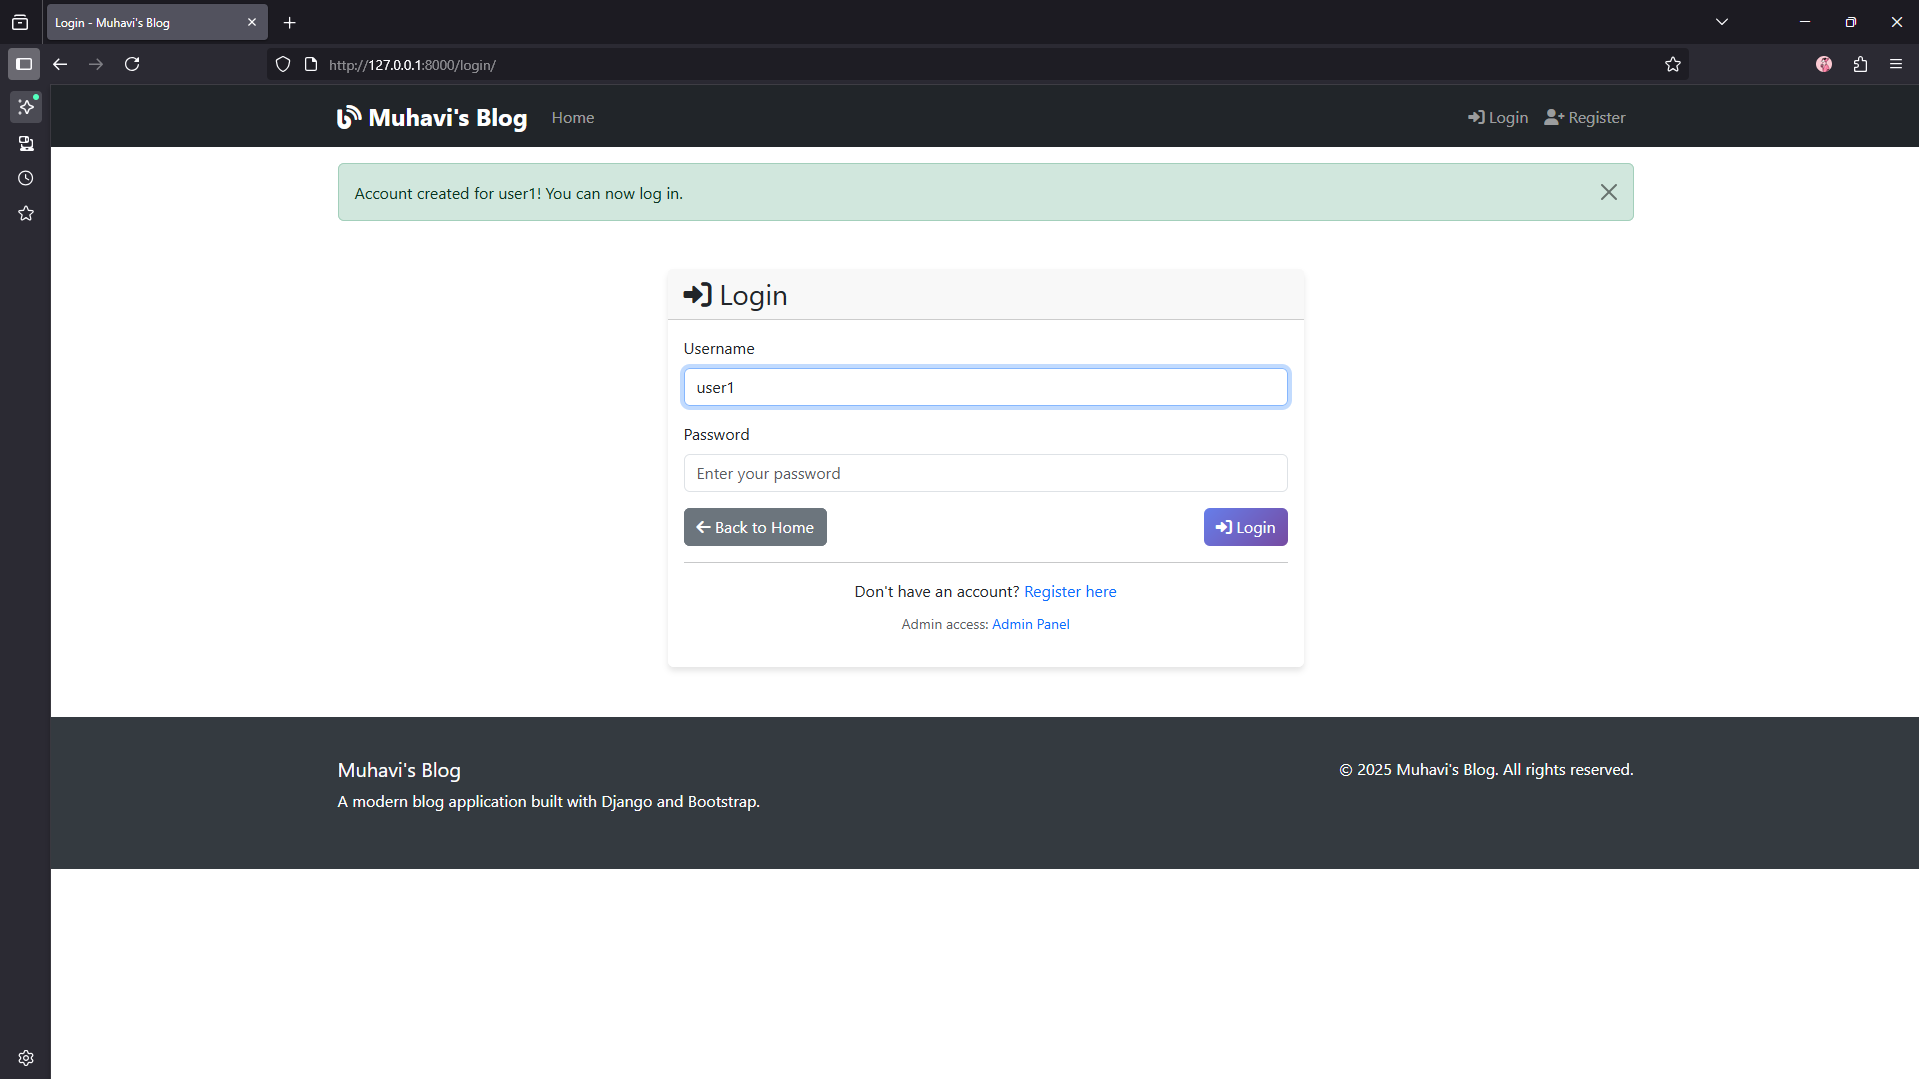 Login - Muhavi's Blog
http://127.0.0.1:8000/login/
Muhavi's Blog Home Login Register
Account created for user1! You can now log in.
Login
Username
user1
Password
Enter your password
Back to Home Login
Don't have an account? Register here
Admin access: Admin Panel
Muhavi's Blog © 2025 Muhavi's Blog. All rights reserved.
A modern blog application built with Django and Bootstrap.